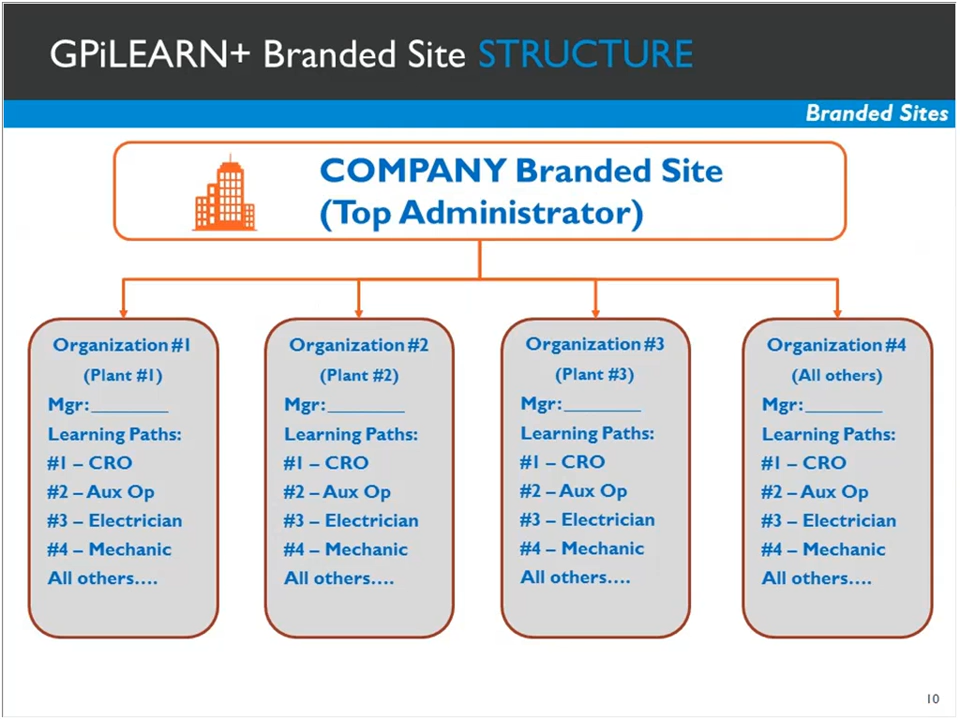 GPiLEARN+ Branded Site STRUCTURE
Branded Sites
COMPANY Branded Site
(Top Administrator)
Organization #1
(Plant #1)
Mgr: ________
Learning Paths:
#1 – CRO
#2 – Aux Op
#3 – Electrician
#4 – Mechanic
All others….
Organization #2
(Plant #2)
Mgr: ________
Learning Paths:
#1 – CRO
#2 – Aux Op
#3 – Electrician
#4 – Mechanic
All others….
Organization #3
(Plant #3)
Mgr: ________
Learning Paths:
#1 – CRO
#2 – Aux Op
#3 – Electrician
#4 – Mechanic
All others….
Organization #4
(All others)
Mgr: ________
Learning Paths:
#1 – CRO
#2 – Aux Op
#3 – Electrician
#4 – Mechanic
All others….
10